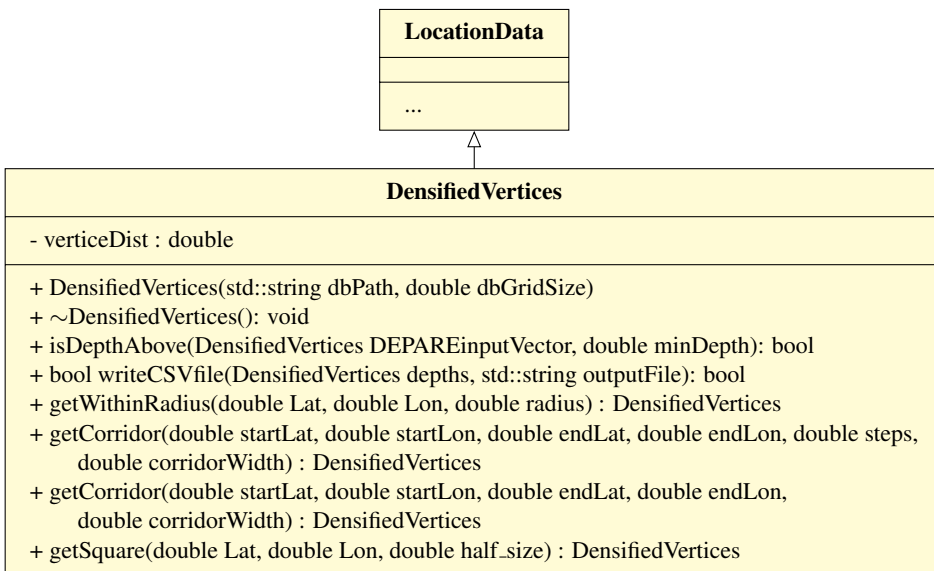 LocationData
...
DensifiedVertices
- verticeDist : double
+ DensifiedVertices(std::string dbPath, double dbGridSize)
+ ∼DensifiedVertices(): void
+ isDepthAbove(DensifiedVertices DEPAREinputVector, double minDepth): bool
+ bool writeCSVfile(DensifiedVertices depths, std::string outputFile): bool
+ getWithinRadius(double Lat, double Lon, double radius) : DensifiedVertices
+ getCorridor(double startLat, double startLon, double endLat, double endLon, double steps,
double corridorWidth) : DensifiedVertices
+ getCorridor(double startLat, double startLon, double endLat, double endLon,
double corridorWidth) : DensifiedVertices
+ getSquare(double Lat, double Lon, double half_size) : DensifiedVertices